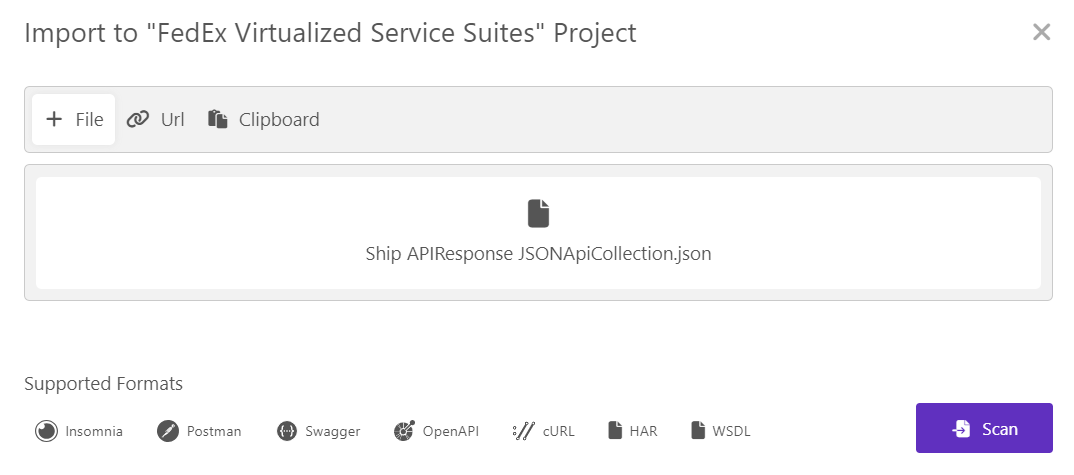 Import to "FedEx Virtualized Service Suites" Project
File Url Clipboard
Ship APIResponse JSONApiCollection.json
Supported Formats
Insomnia Postman Swagger OpenAPI cURL HAR WSDL
Scan